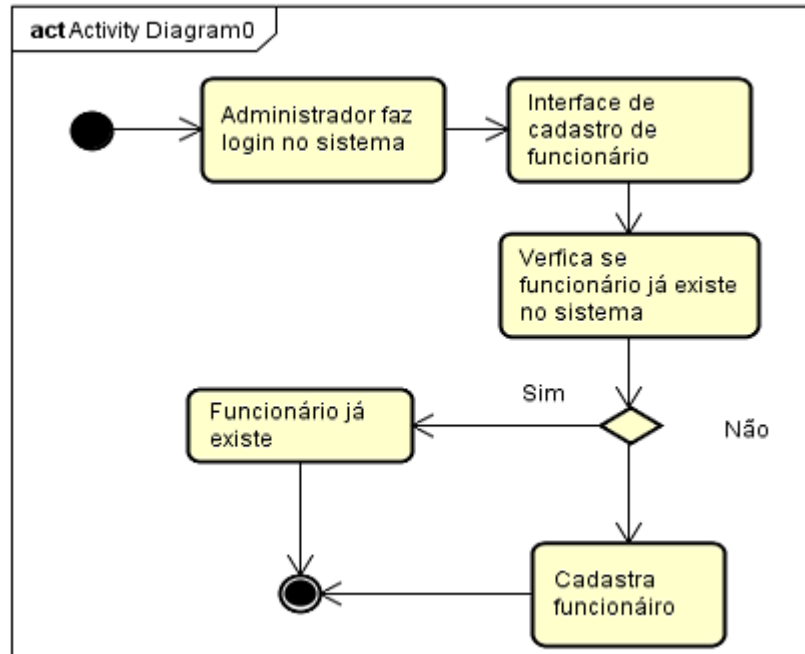 act Activity Diagram0
Administrador faz
login no sistema
Interface de
cadastro de
funcionário
Verfica se
funcionário já existe
no sistema
Sim
Não
Funcionário já
existe
Cadastra
funcionáiro